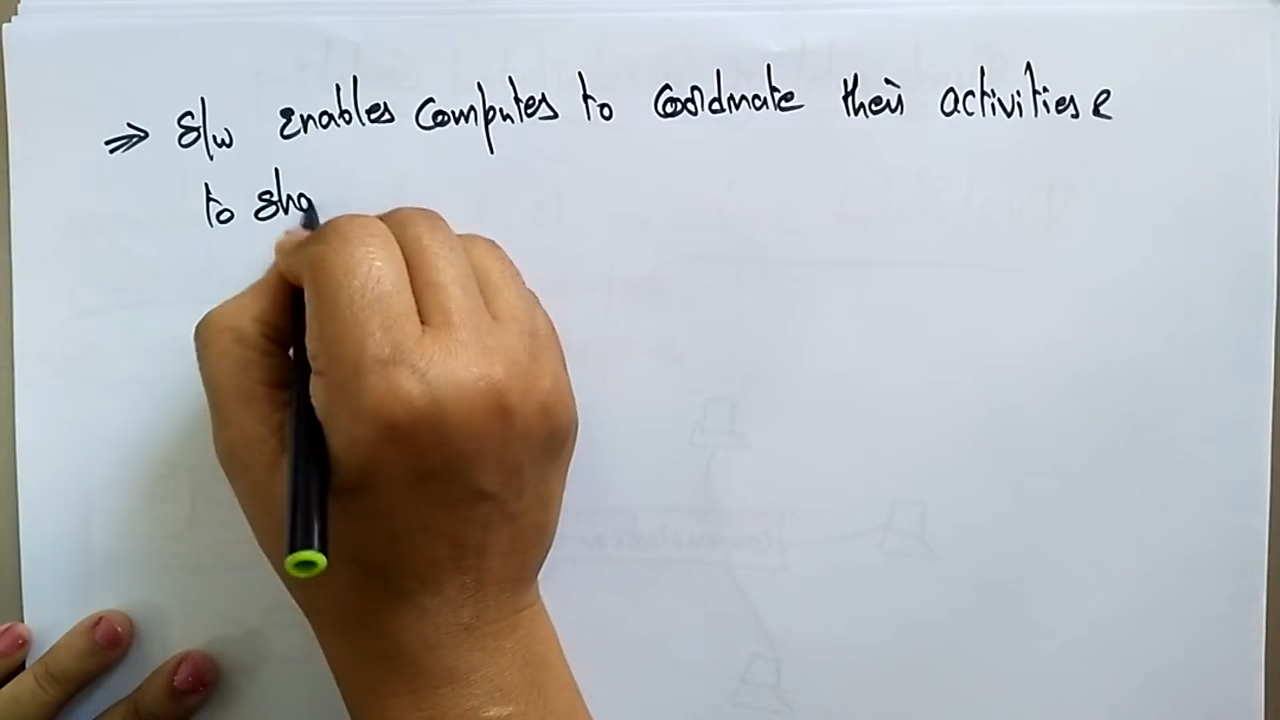 ⇒ S/w enables computes to coordinate their activities &
to sha